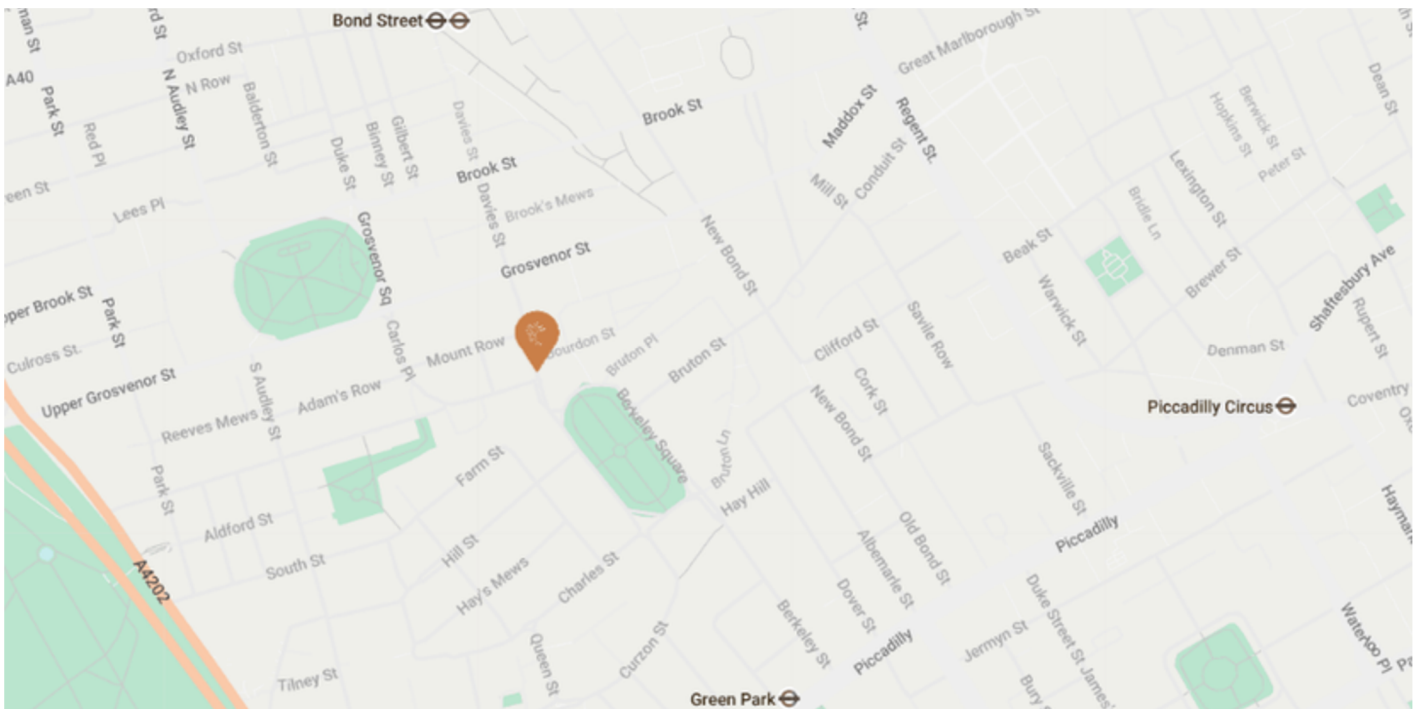 Bond Street
Oxford St
A40
N Row
Park St
Red Pl
N Audley St
Balderton St
Duke St
Binney St
Gilbert St
Davies St
Brook St
Brook St
Maddox St
Regent St.
Great Marlborough St
Dean St
Berwick St
Hopkins St
Peter St
Lexington St
Bridle Ln
Conduit St
Mill St
Lees Pl
Davies St
Brook's Mews
Grosvenor St
Grosvenor Sq
New Bond St
Beak St
Warwick St
Brewer St
Shaftesbury Ave
Rupert St
Denman St
Savile Row
Clifford St
Cork St
Park St
Culross St.
Upper Grosvenor St
Carlos Pl
Mount Row
Bruton Pl
Bruton St
Adam's Row
Reeves Mews
S Audley St
Berkeley Square
New Bond St
Piccadilly Circus
Coventry
Park St
Farm St
Bruton Ln
Hay Hill
Sackville St
Aldford St
South St
Hill St
Hay's Mews
Charles St
Albemarle St
Old Bond St
Piccadilly
A4202
Dover St
Berkeley St
Queen St
Curzon St
Tilney St
Piccadilly
Jermyn St
Duke Street St James'
Waterloo Pl
Green Park